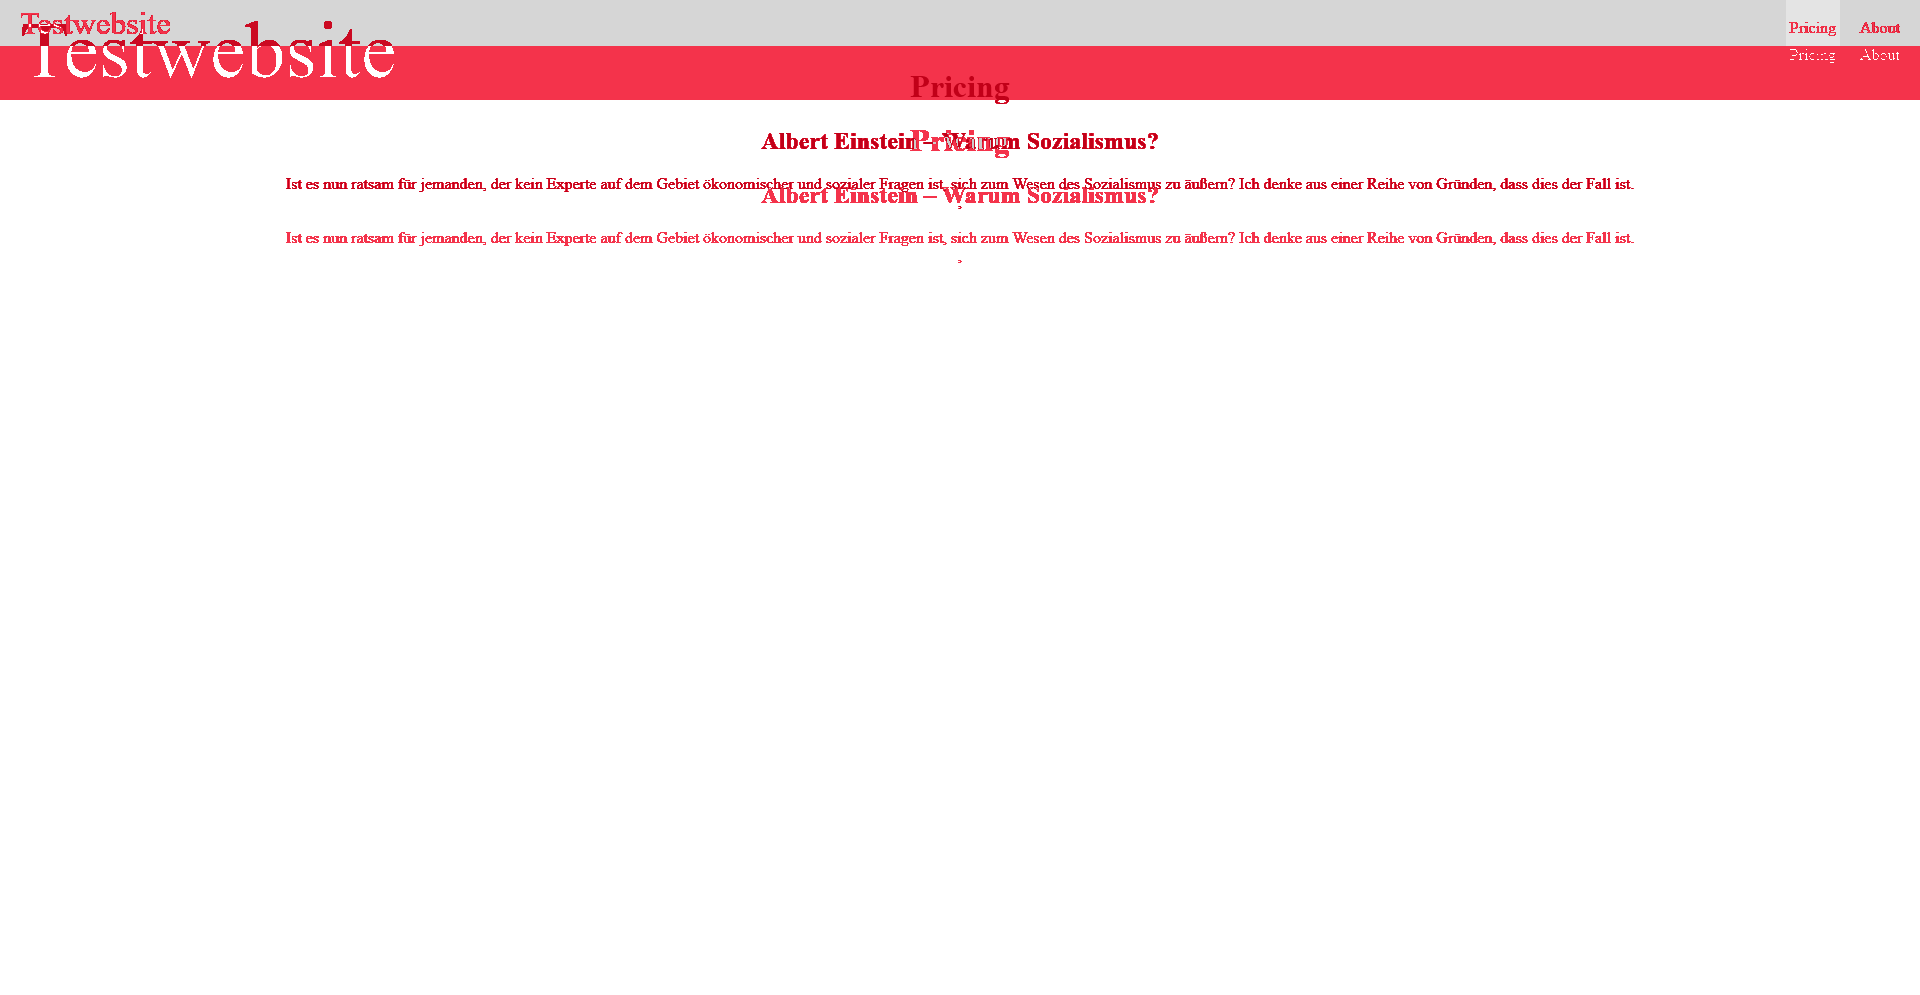 Testwebsite
Testwebsite
Pricing About
Pricing About
Pricing
Albert Einstein – Warum Sozialismus?
Pricing
Ist es nun ratsam für jemanden, der kein Experte auf dem Gebiet ökonomischer und sozialer Fragen ist, sich zum Wesen des Sozialismus zu äußern? Ich denke aus einer Reihe von Gründen, dass dies der Fall ist.
Albert Einstein – Warum Sozialismus?
Ist es nun ratsam für jemanden, der kein Experte auf dem Gebiet ökonomischer und sozialer Fragen ist, sich zum Wesen des Sozialismus zu äußern? Ich denke aus einer Reihe von Gründen, dass dies der Fall ist.